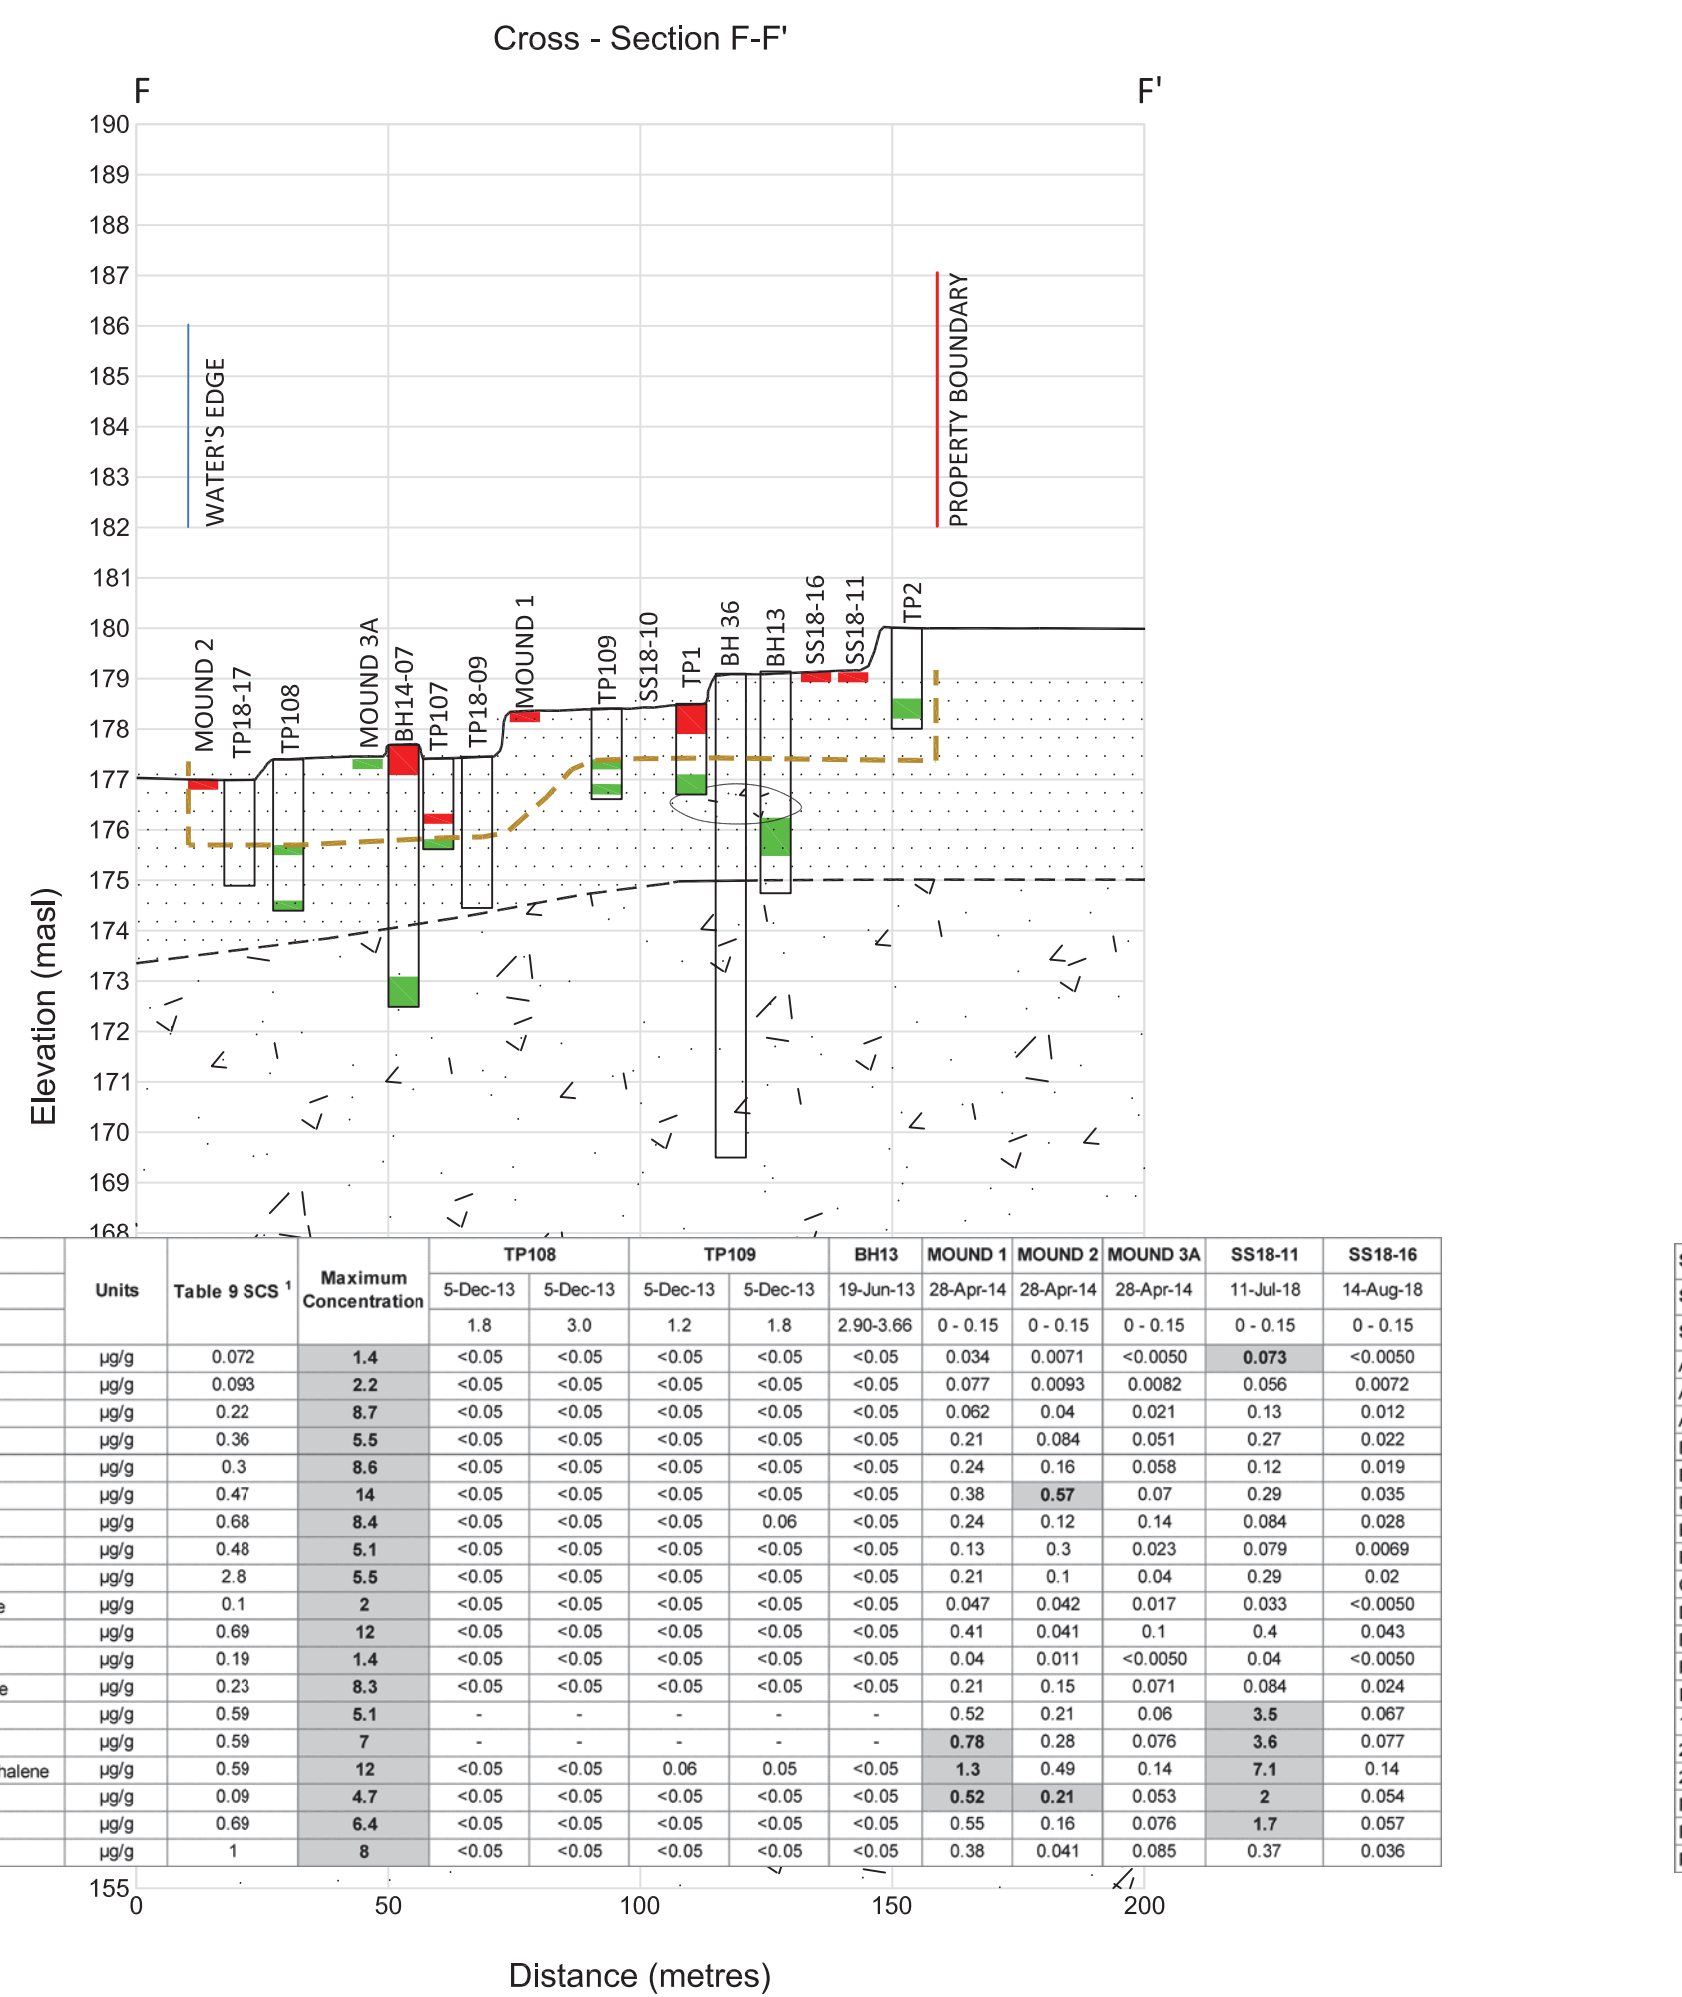 Cross - Section F-F'
F F'
190
189
188
187
186
185
184
183
182
181
180
179
178
177
176
175
174
173
172
171
170
169
168
155
Elevation (masl)
WATER'S EDGE
PROPERTY BOUNDARY
MOUND 2
TP18-17
TP108
MOUND 3A
BH14-07
TP107
TP18-09
MOUND 1
TP109
SS18-10
TP1
BH 36
BH13
SS18-16
SS18-11
TP2
Units Table 9 SCS 1 Maximum Concentration TP108 TP109 BH13 MOUND 1 MOUND 2 MOUND 3A SS18-11 SS18-16
5-Dec-13 5-Dec-13 5-Dec-13 5-Dec-13 19-Jun-13 28-Apr-14 28-Apr-14 28-Apr-14 11-Jul-18 14-Aug-18
1.8 3.0 1.2 1.8 2.90-3.66 0 - 0.15 0 - 0.15 0 - 0.15 0 - 0.15 0 - 0.15
µg/g 0.072 1.4 <0.05 <0.05 <0.05 <0.05 <0.05 0.034 0.0071 <0.0050 0.073 <0.0050
µg/g 0.093 2.2 <0.05 <0.05 <0.05 <0.05 <0.05 0.077 0.0093 0.0082 0.056 0.0072
µg/g 0.22 8.7 <0.05 <0.05 <0.05 <0.05 <0.05 0.062 0.04 0.021 0.13 0.012
µg/g 0.36 5.5 <0.05 <0.05 <0.05 <0.05 <0.05 0.21 0.084 0.051 0.27 0.022
µg/g 0.3 8.6 <0.05 <0.05 <0.05 <0.05 <0.05 0.24 0.16 0.058 0.12 0.019
µg/g 0.47 14 <0.05 <0.05 <0.05 <0.05 <0.05 0.38 0.57 0.07 0.29 0.035
µg/g 0.68 8.4 <0.05 <0.05 <0.05 0.06 <0.05 0.24 0.12 0.14 0.084 0.028
µg/g 0.48 5.1 <0.05 <0.05 <0.05 <0.05 <0.05 0.13 0.3 0.023 0.079 0.0069
µg/g 2.8 5.5 <0.05 <0.05 <0.05 <0.05 <0.05 0.21 0.1 0.04 0.29 0.02
e µg/g 0.1 2 <0.05 <0.05 <0.05 <0.05 <0.05 0.047 0.042 0.017 0.033 <0.0050
µg/g 0.69 12 <0.05 <0.05 <0.05 <0.05 <0.05 0.41 0.041 0.1 0.4 0.043
µg/g 0.19 1.4 <0.05 <0.05 <0.05 <0.05 <0.05 0.04 0.011 <0.0050 0.04 <0.0050
e µg/g 0.23 8.3 <0.05 <0.05 <0.05 <0.05 <0.05 0.21 0.15 0.071 0.084 0.024
µg/g 0.59 5.1 - - - - - 0.52 0.21 0.06 3.5 0.067
µg/g 0.59 7 - - - - - 0.78 0.28 0.076 3.6 0.077
halene µg/g 0.59 12 <0.05 <0.05 0.06 0.05 <0.05 1.3 0.49 0.14 7.1 0.14
µg/g 0.09 4.7 <0.05 <0.05 <0.05 <0.05 <0.05 0.52 0.21 0.053 2 0.054
µg/g 0.69 6.4 <0.05 <0.05 <0.05 <0.05 <0.05 0.55 0.16 0.076 1.7 0.057
µg/g 1 8 <0.05 <0.05 <0.05 <0.05 <0.05 0.38 0.041 0.085 0.37 0.036
0 50 100 150 200
Distance (metres)